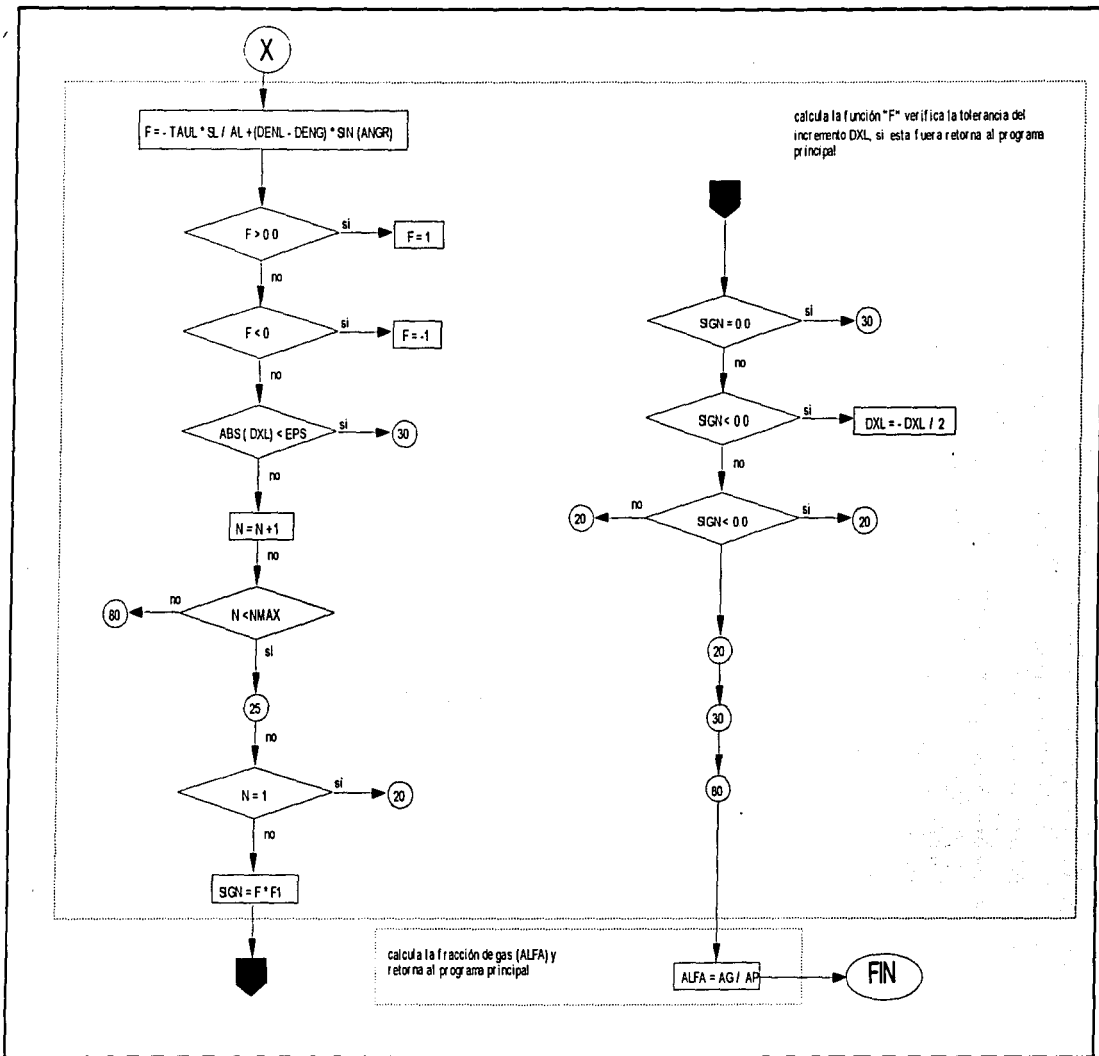 X
F = - TAUL * SL / AL + (DENL - DENG) * SIN (ANGR)
F > 0 0
si
F = 1
no
F < 0
si
F = -1
no
ABS ( DXL) < EPS
si
30
no
N = N + 1
no
N < NMAX
no
80
si
25
no
N = 1
si
20
no
SIGN = F * F1
calcula la función "F" verifica la tolerancia del
incremento DXL, si esta fuera retorna al programa
principal
SIGN = 0 0
si
30
no
SIGN < 0 0
si
DXL = - DXL / 2
no
SIGN < 0 0
no
20
si
20
20
30
80
calcula la fracción de gas (ALFA) y
retorna al programa principal
ALFA = AG / AP
FIN